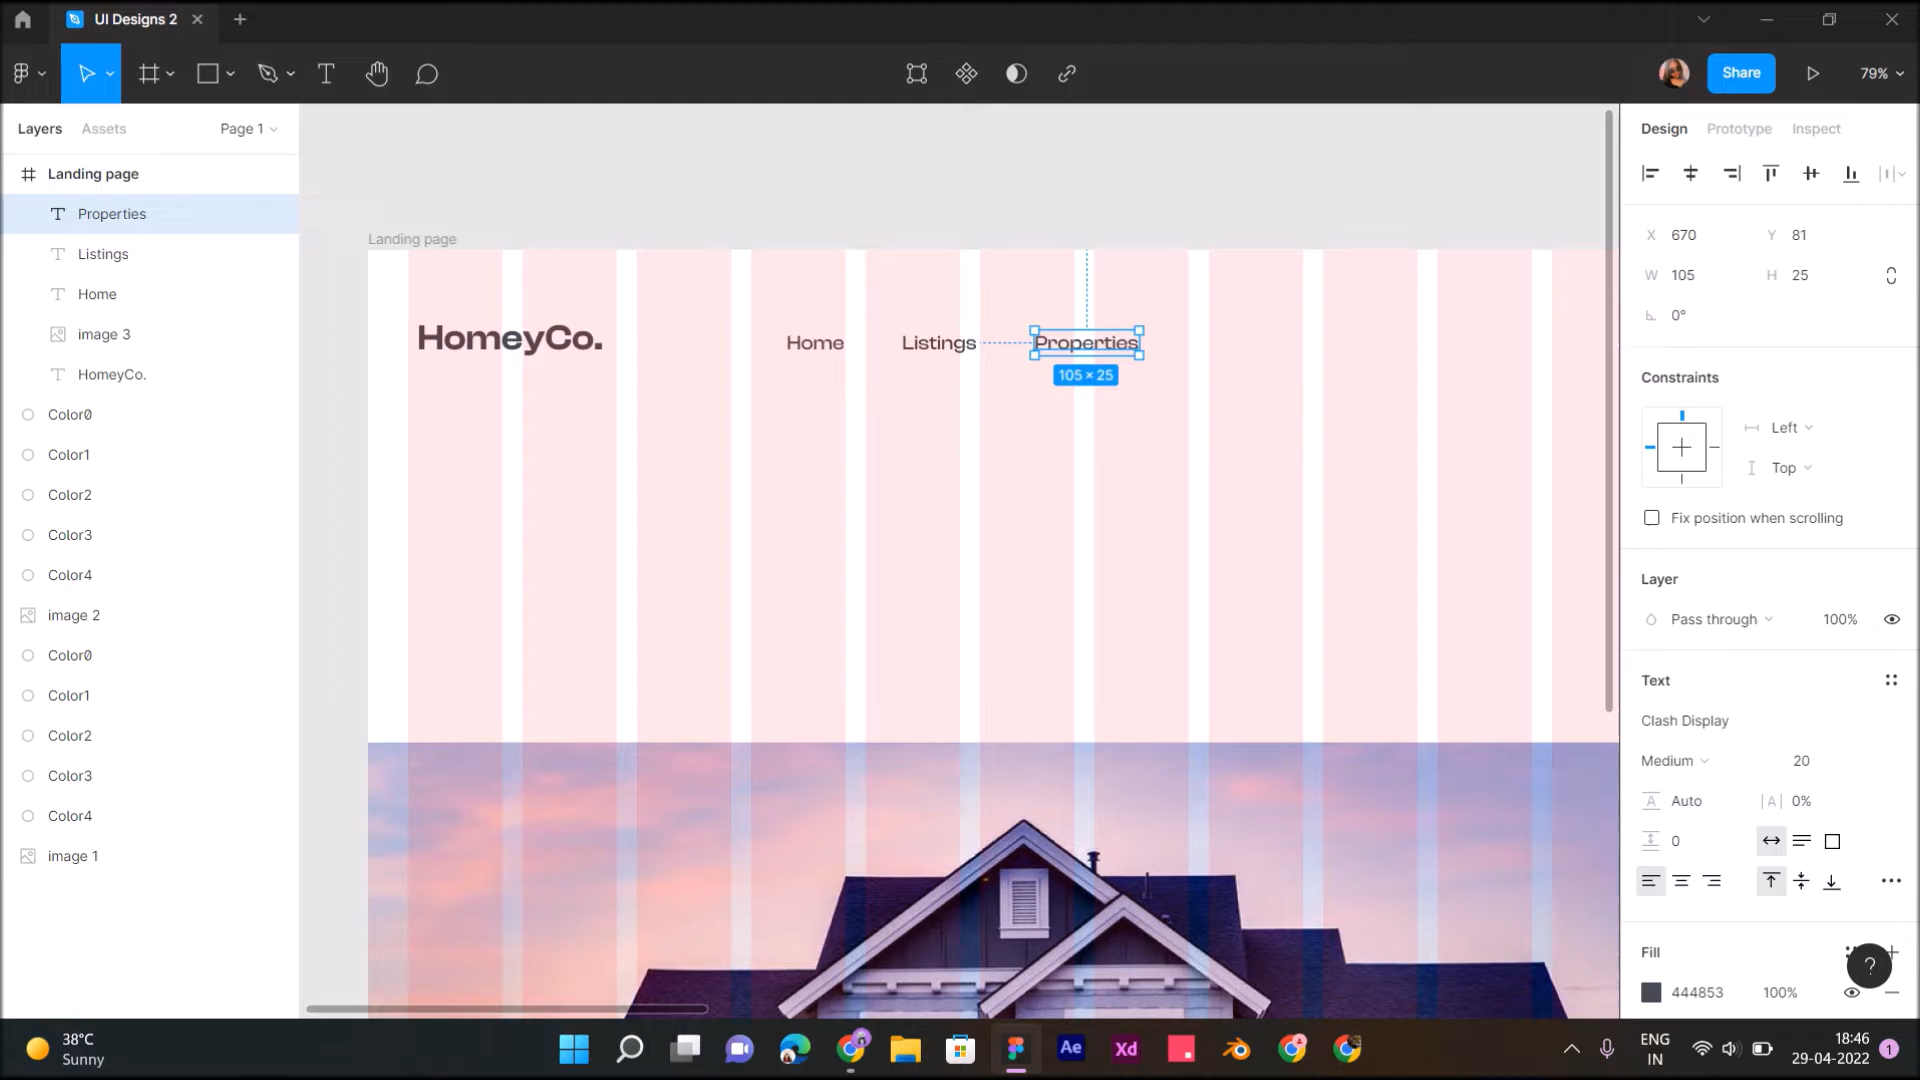 UI Designs 2
Share
79%
Layers
Assets
Page 1
Landing page
Properties
Listings
Home
image 3
HomeyCo.
Color0
Color1
Color2
Color3
Color4
image 2
Color0
Color1
Color2
Color3
Color4
image 1
Landing page
HomeyCo.
Home
Listings
Properties
105 × 25
Design
Prototype
Inspect
X 670
Y 81
W 105
H 25
0°
Constraints
Left
Top
Fix position when scrolling
Layer
Pass through
100%
Text
Clash Display
Medium
20
A Auto
|A| 0%
0
Fill
?
444853
100%
38°C
Sunny
Ae
Xd
ENG
IN
18:46
29-04-2022
1